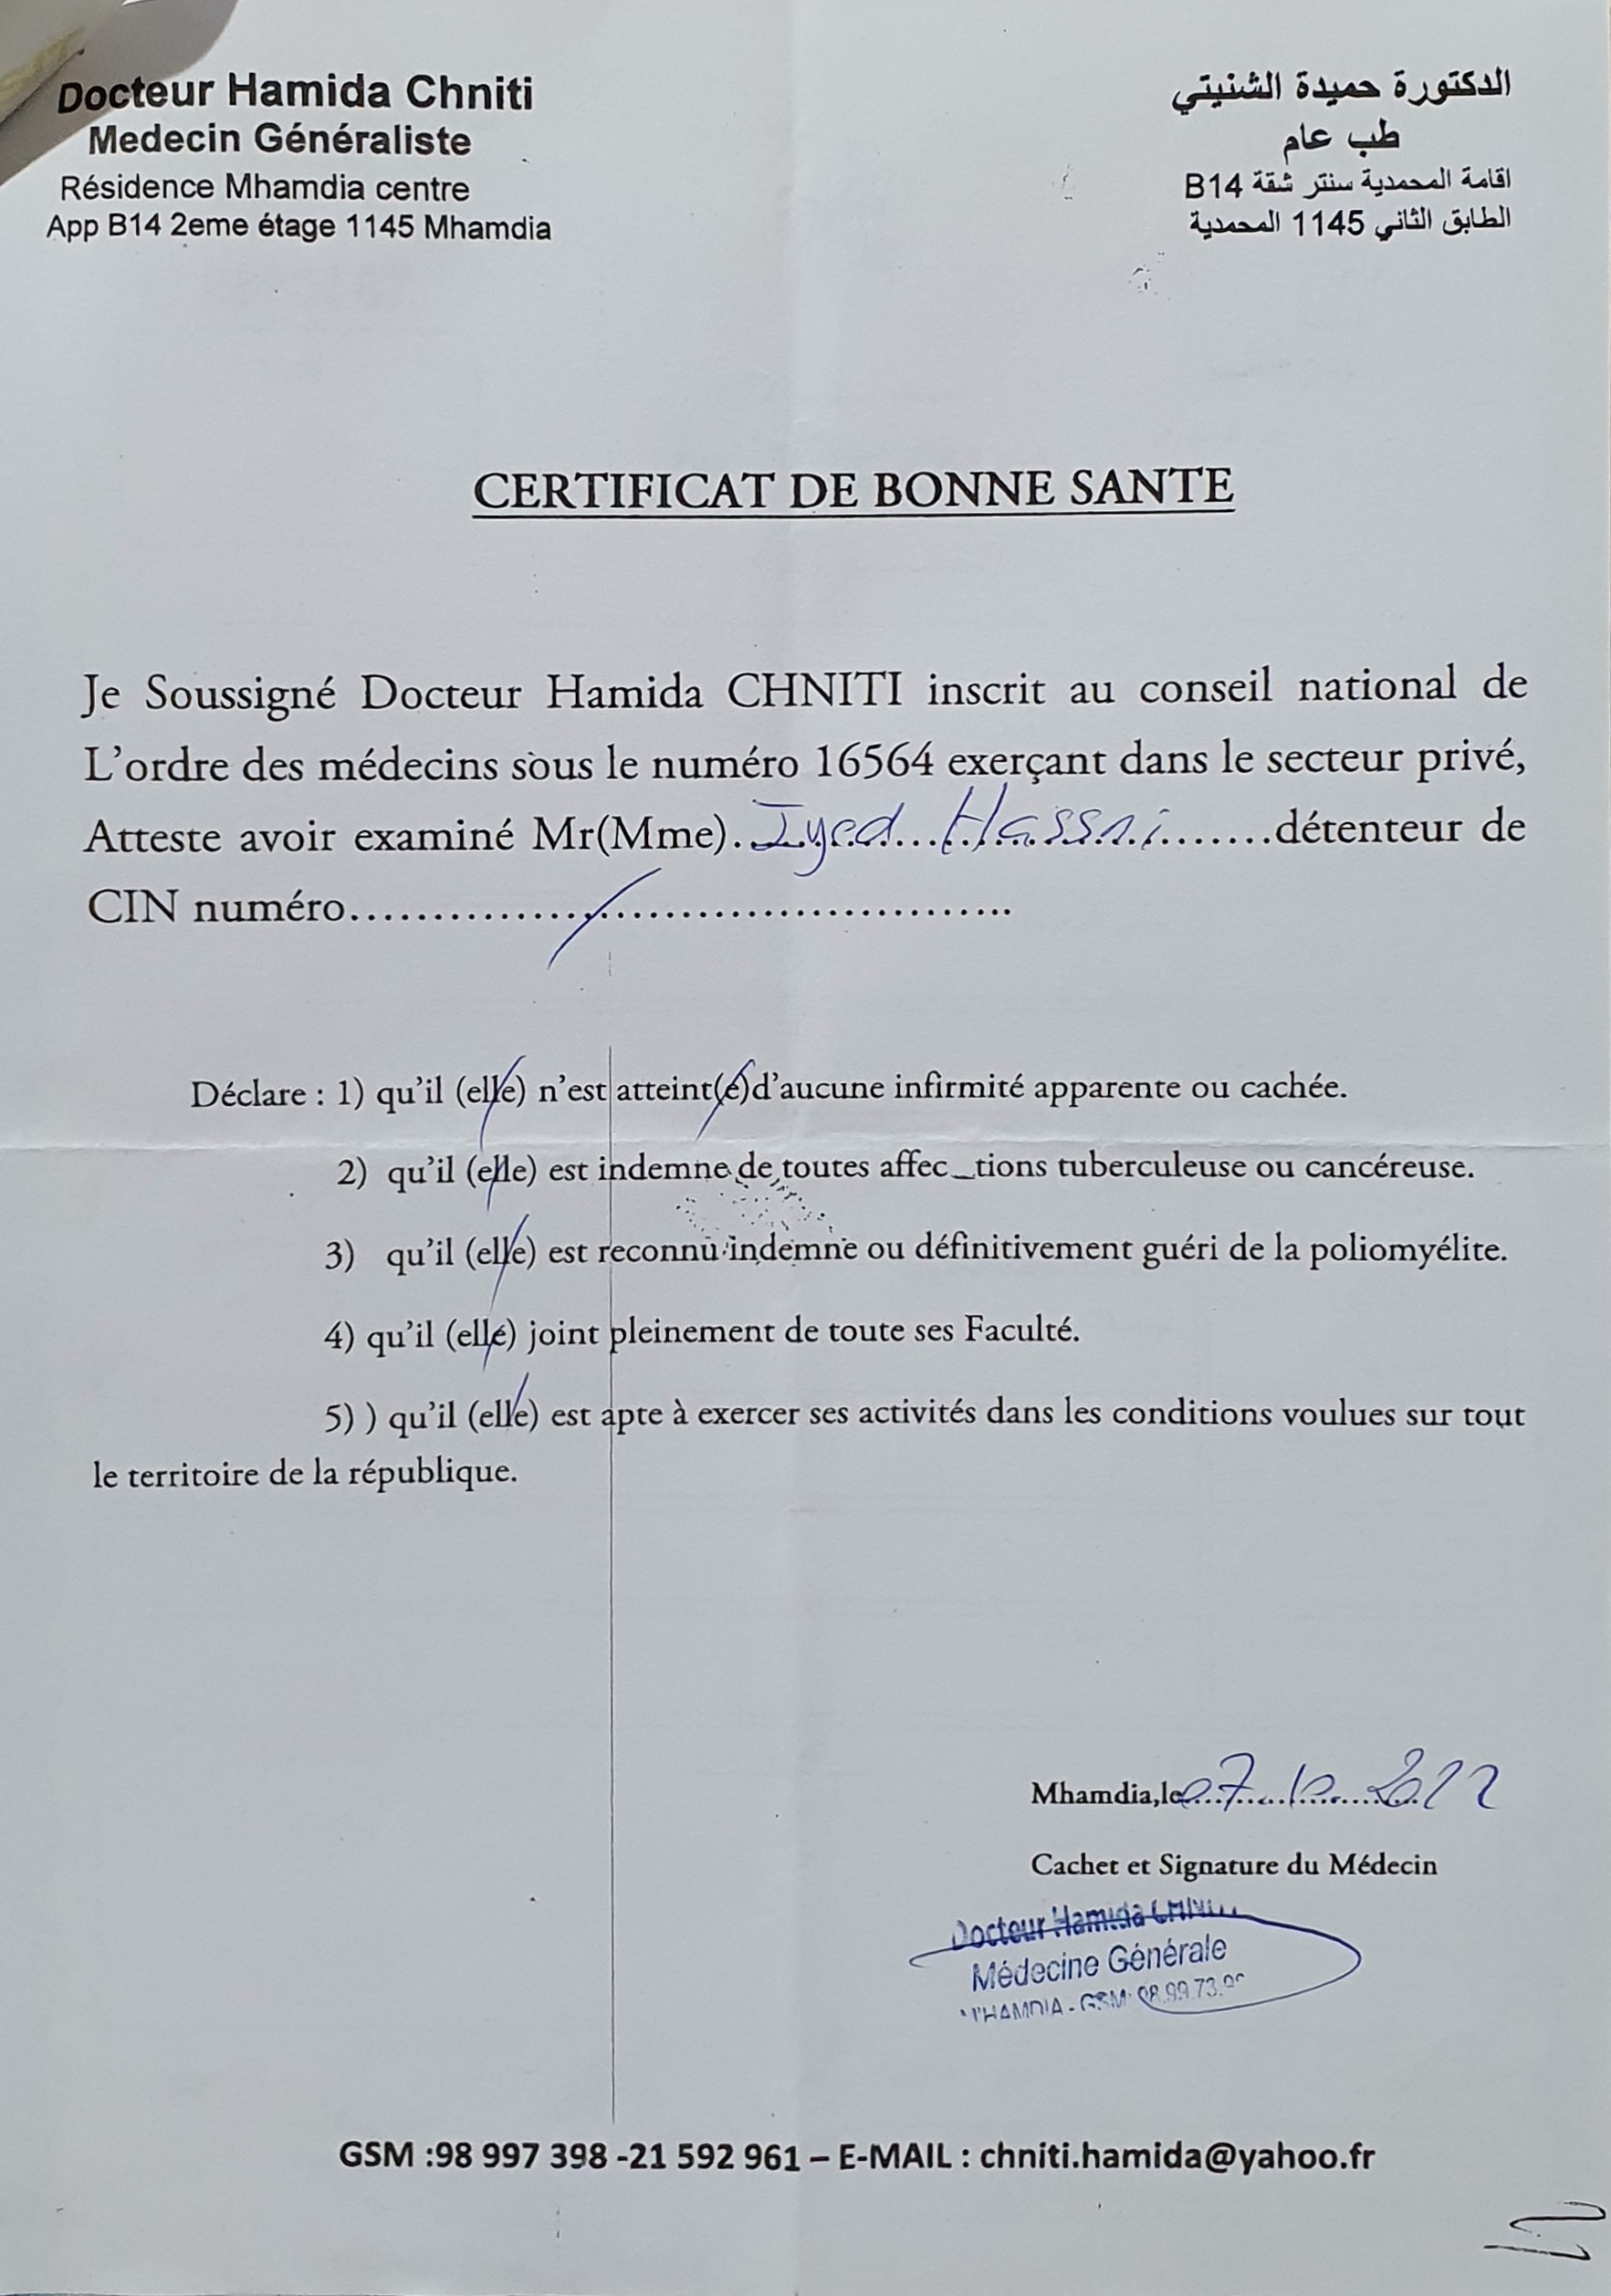 Docteur Hamida Chniti
Medecin Généraliste
Résidence Mhamdia centre
App B14 2eme étage 1145 Mhamdia
الدكتورة حميدة الشنيتي
طب عام
اقامة المحمدية سنتر شقة B14
الطابق الثاني 1145 المحمدية
CERTIFICAT DE BONNE SANTE
Je Soussigné Docteur Hamida CHNITI inscrit au conseil national de
L'ordre des médecins sous le numéro 16564 exerçant dans le secteur privé,
Atteste avoir examiné Mr(Mme). Iyed Hassni.......détenteur de
CIN numéro................/..............................
Déclare : 1) qu'il (elle) n'est atteint(e)d'aucune infirmité apparente ou cachée.
2) qu'il (elle) est indemne de toutes affec_tions tuberculeuse ou cancéreuse.
3) qu'il (elle) est reconnu indemne ou définitivement guéri de la poliomyélite.
4) qu'il (elle) joint pleinement de toute ses Faculté.
5) ) qu'il (elle) est apte à exercer ses activités dans les conditions voulues sur tout
le territoire de la république.
Mhamdia,le 07 10 2022
Cachet et Signature du Médecin
Docteur Hamida
Médecine Générale
GSM
GSM :98 997 398 -21 592 961 – E-MAIL : chniti.hamida@yahoo.fr